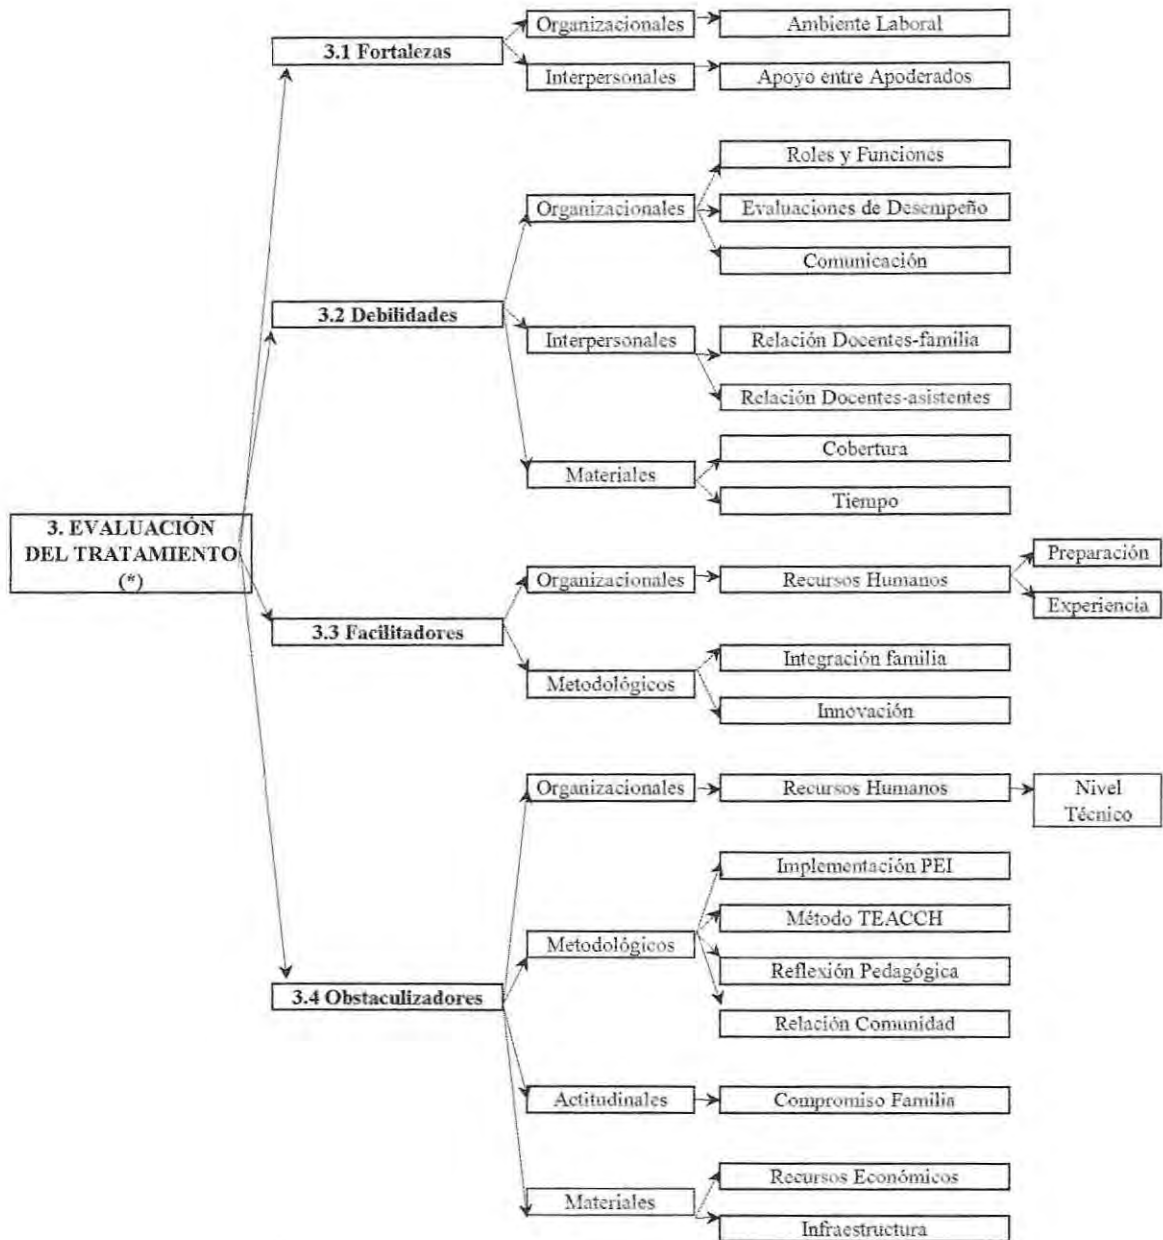 Organizacionales
Ambiente Laboral
3.1 Fortalezas
Interpersonales
Apoyo entre Apoderados
Roles y Funciones
Organizacionales
Evaluaciones de Desempeño
Comunicación
3.2 Debilidades
Interpersonales
Relación Docentes-familia
Relación Docentes-asistentes
Cobertura
Materiales
Tiempo
3. EVALUACIÓN
DEL TRATAMIENTO
(*)
Preparación
Organizacionales
Recursos Humanos
Experiencia
3.3 Facilitadores
Integración familia
Metodológicos
Innovación
Organizacionales
Recursos Humanos
Nivel
Técnico
Implementación PEI
Método TEACCH
Metodológicos
Reflexión Pedagógica
3.4 Obstaculizadores
Relación Comunidad
Actitudinales
Compromiso Familia
Recursos Económicos
Materiales
Infraestructura